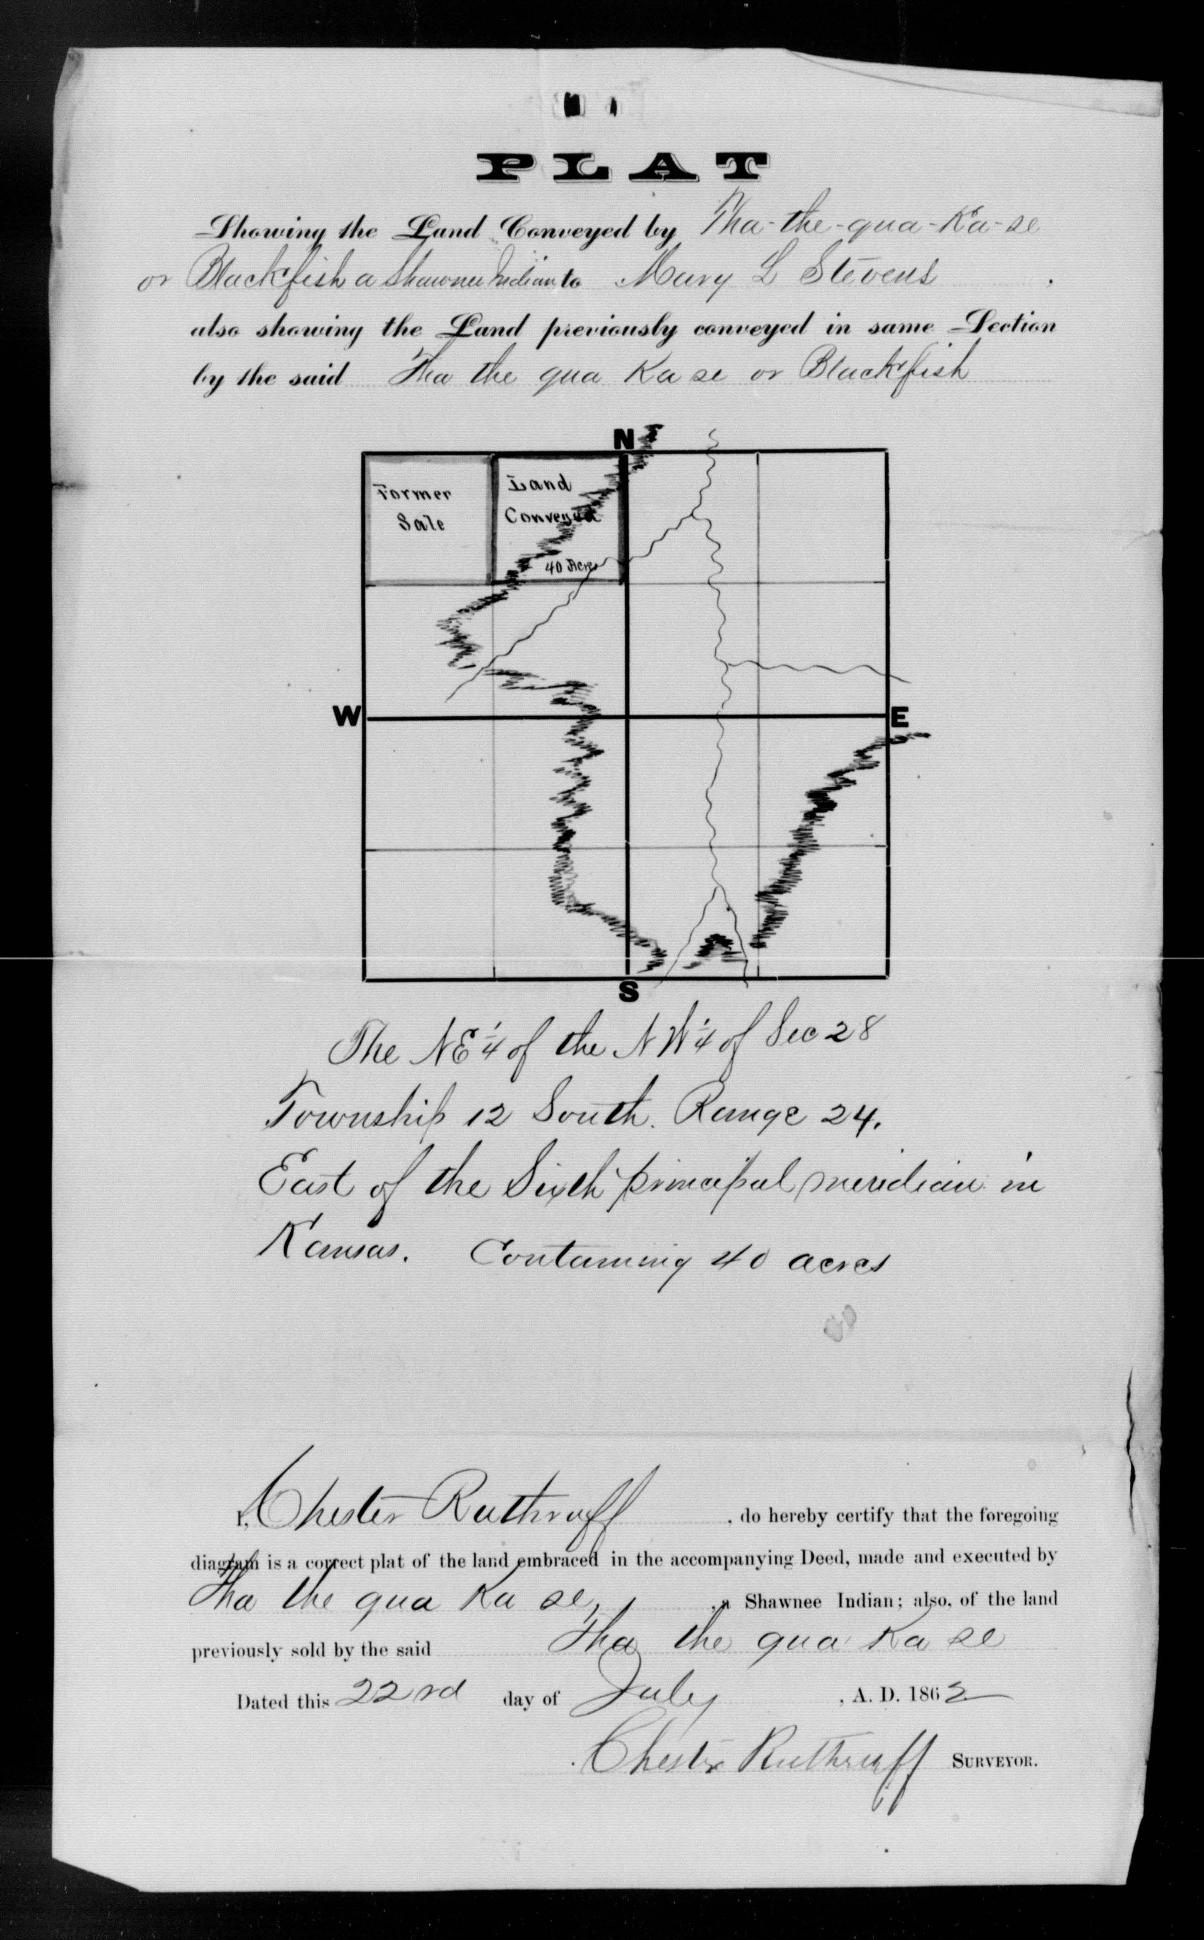 PLAT
Showing the Land Conveyed by Tha-the-qua-Ka-se
or Blackfish a Shawnee Indian to Mary L Stevens
also showing the Land previously conveyed in same Section
by the said Tha the qua Ka se or Blackfish
N
Former
Sale
Land
Conveyed
40 Acres
W
E
S
The NE 1/4 of the NW 1/4 of Sec 28
Township 12 South. Range 24.
East of the Sixth principal meridian in
Kansas. Containing 40 acres
I, Chester Ruthruff, do hereby certify that the foregoing
diagram is a correct plat of the land embraced in the accompanying Deed, made and executed by
Tha the qua Ka se, , a Shawnee Indian; also, of the land
previously sold by the said Tha the qua Ka se
Dated this 22nd day of July, A. D. 1862
Chester Ruthruff SURVEYOR.